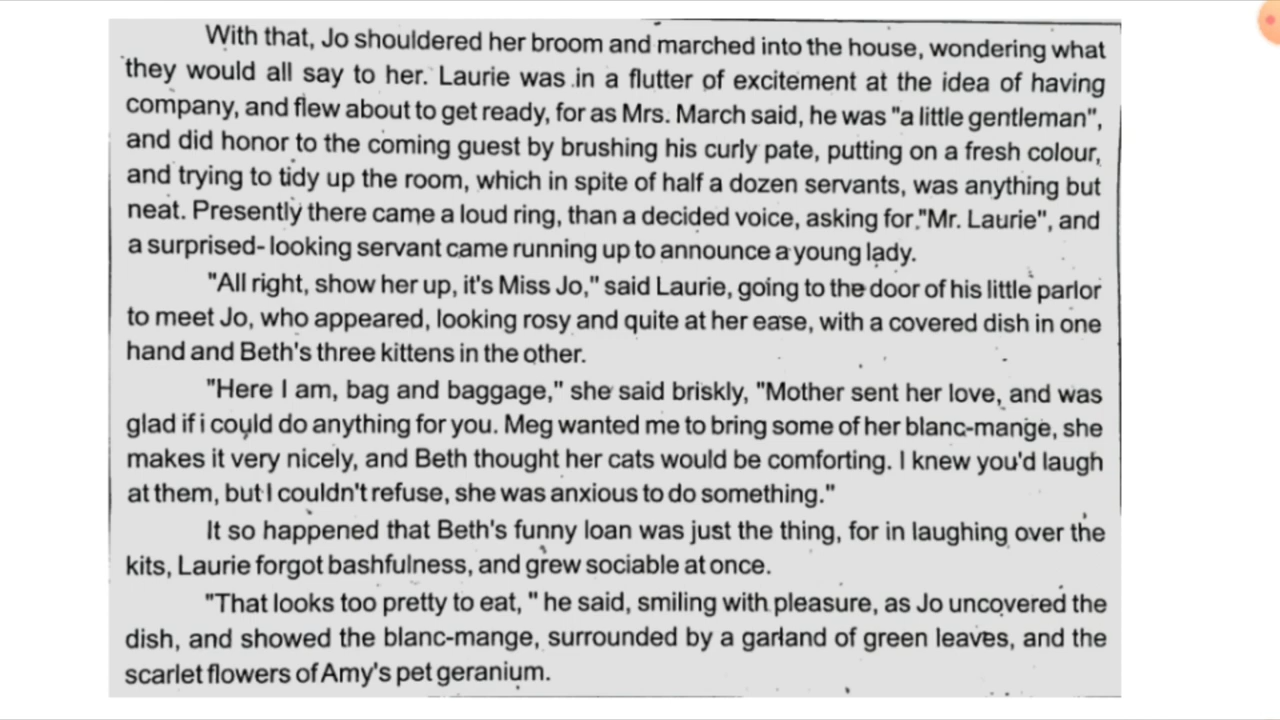 With that, Jo shouldered her broom and marched into the house, wondering what
they would all say to her. Laurie was in a flutter of excitement at the idea of having
company, and flew about to get ready, for as Mrs. March said, he was "a little gentleman",
and did honor to the coming guest by brushing his curly pate, putting on a fresh colour,
and trying to tidy up the room, which in spite of half a dozen servants, was anything but
neat. Presently there came a loud ring, than a decided voice, asking for "Mr. Laurie", and
a surprised- looking servant came running up to announce a young lady.
"All right, show her up, it's Miss Jo," said Laurie, going to the door of his little parlor
to meet Jo, who appeared, looking rosy and quite at her ease, with a covered dish in one
hand and Beth's three kittens in the other.
"Here I am, bag and baggage," she said briskly, "Mother sent her love, and was
glad if i could do anything for you. Meg wanted me to bring some of her blanc-mange, she
makes it very nicely, and Beth thought her cats would be comforting. I knew you'd laugh
at them, but I couldn't refuse, she was anxious to do something."
It so happened that Beth's funny loan was just the thing, for in laughing over the
kits, Laurie forgot bashfulness, and grew sociable at once.
"That looks too pretty to eat, " he said, smiling with pleasure, as Jo uncovered the
dish, and showed the blanc-mange, surrounded by a garland of green leaves, and the
scarlet flowers of Amy's pet geranium.